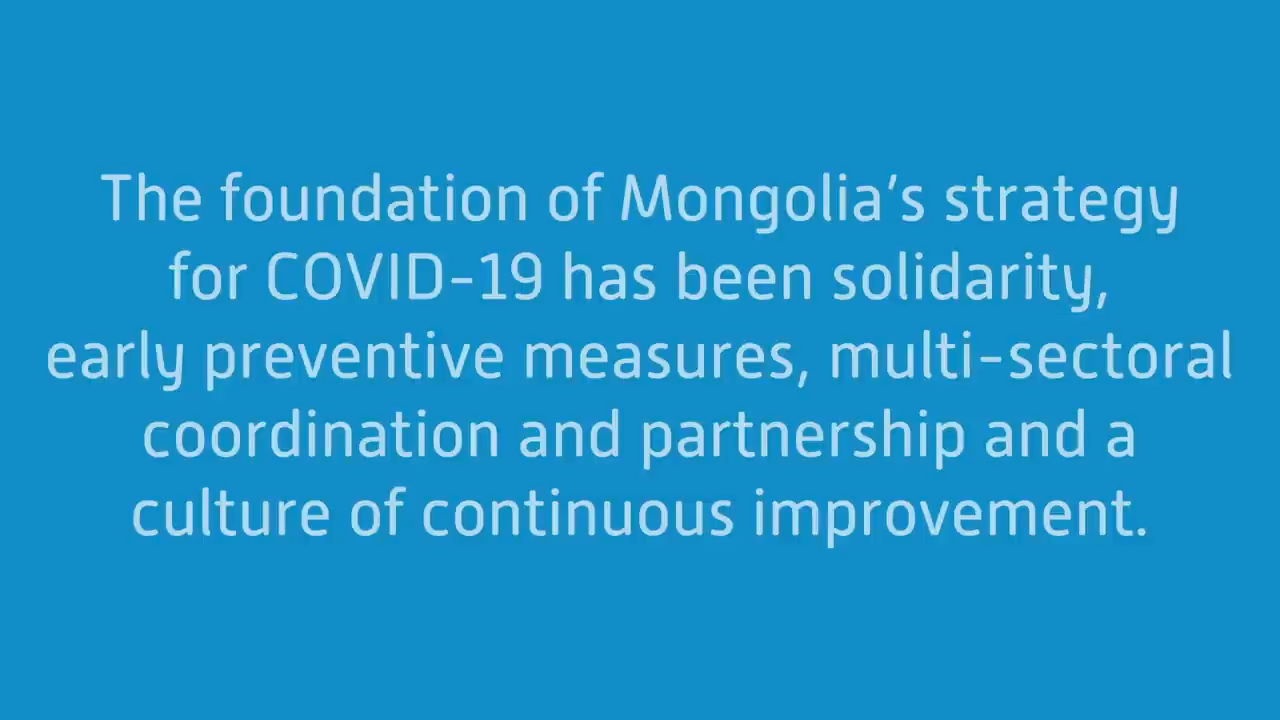 The foundation of Mongolia’s strategy
for COVID-19 has been solidarity,
early preventive measures, multi-sectoral
coordination and partnership and a
culture of continuous improvement.